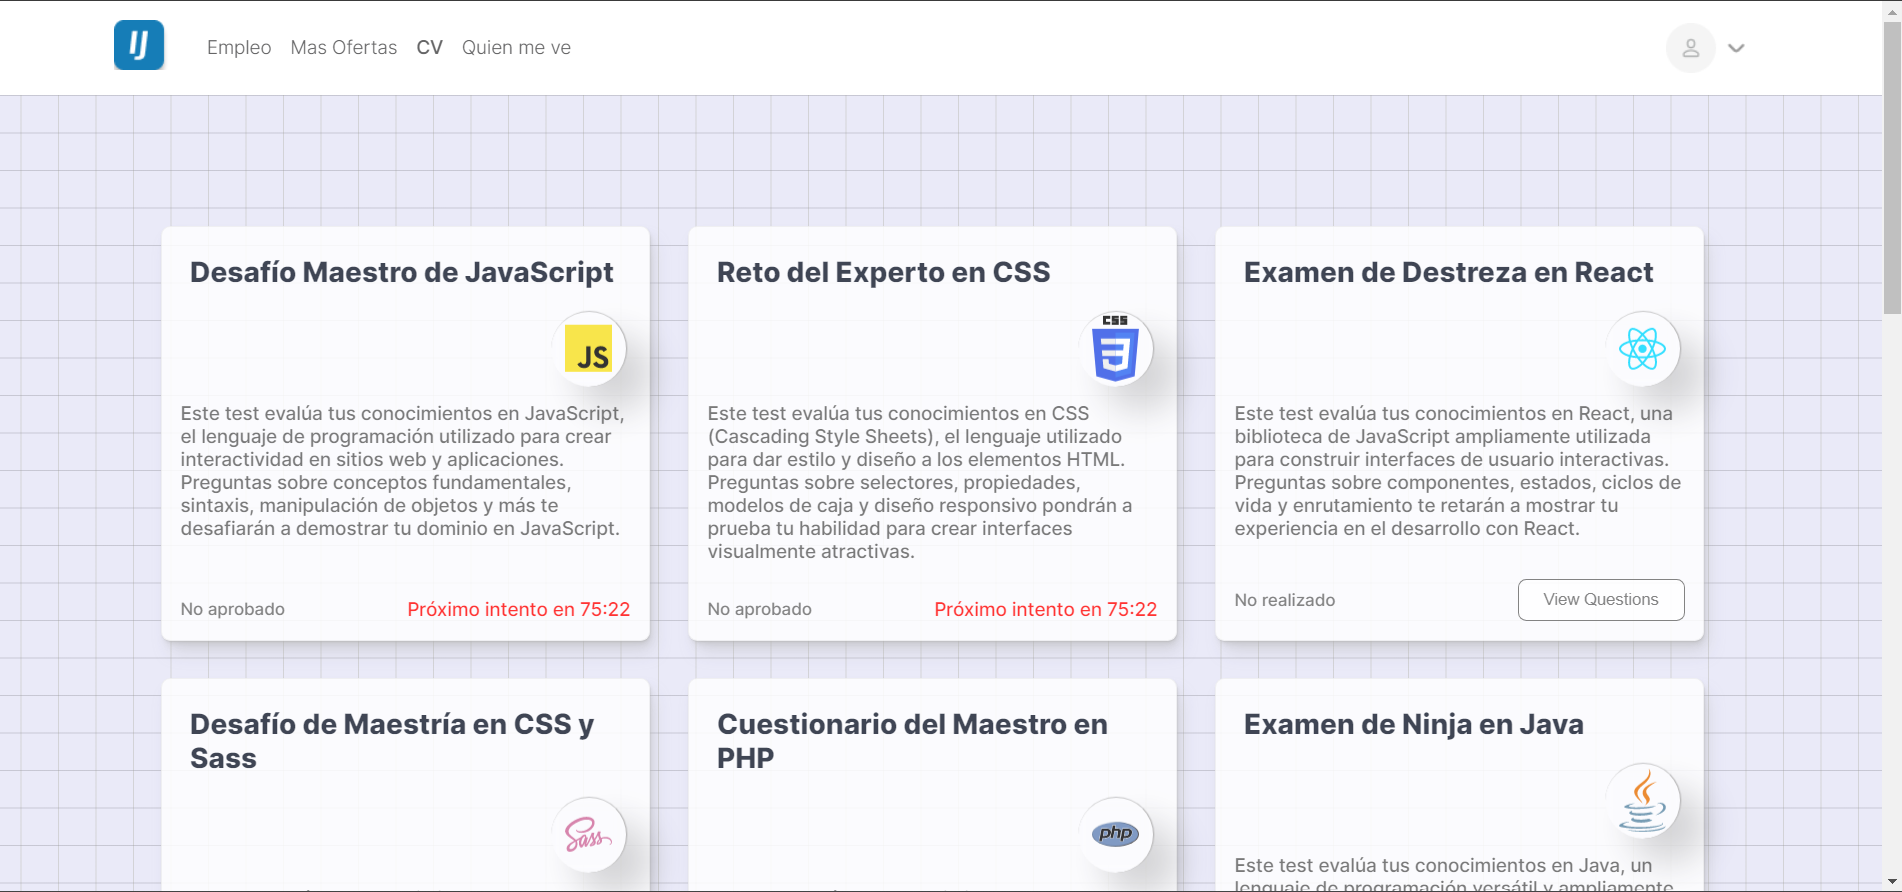 IJ
Empleo Mas Ofertas CV Quien me ve
Desafío Maestro de JavaScript
JS
Este test evalúa tus conocimientos en JavaScript,
el lenguaje de programación utilizado para crear
interactividad en sitios web y aplicaciones.
Preguntas sobre conceptos fundamentales,
sintaxis, manipulación de objetos y más te
desafiarán a demostrar tu dominio en JavaScript.
No aprobado Próximo intento en 75:22
Reto del Experto en CSS
CSS
3
Este test evalúa tus conocimientos en CSS
(Cascading Style Sheets), el lenguaje utilizado
para dar estilo y diseño a los elementos HTML.
Preguntas sobre selectores, propiedades,
modelos de caja y diseño responsivo pondrán a
prueba tu habilidad para crear interfaces
visualmente atractivas.
No aprobado Próximo intento en 75:22
Examen de Destreza en React
Este test evalúa tus conocimientos en React, una
biblioteca de JavaScript ampliamente utilizada
para construir interfaces de usuario interactivas.
Preguntas sobre componentes, estados, ciclos de
vida y enrutamiento te retarán a mostrar tu
experiencia en el desarrollo con React.
No realizado View Questions
Desafío de Maestría en CSS y
Sass
Sass
Cuestionario del Maestro en
PHP
php
Examen de Ninja en Java
Este test evalúa tus conocimientos en Java, un
lenguaje de programación versátil y ampliamente